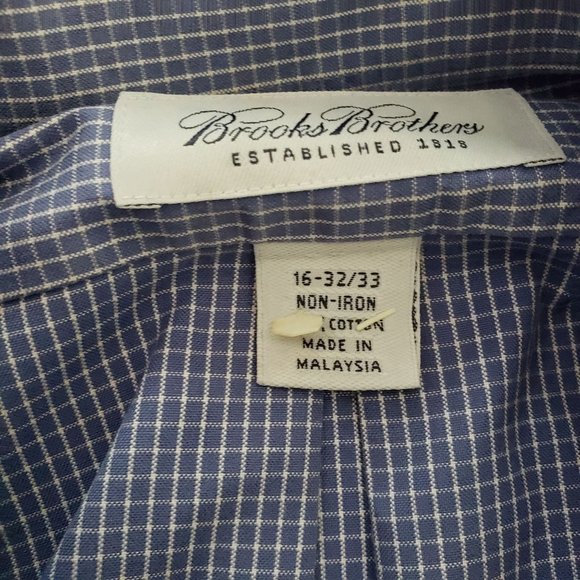 Brooks Brothers
ESTABLISHED 1818
16-32/33
NON-IRON
COTTON
MADE IN
MALAYSIA